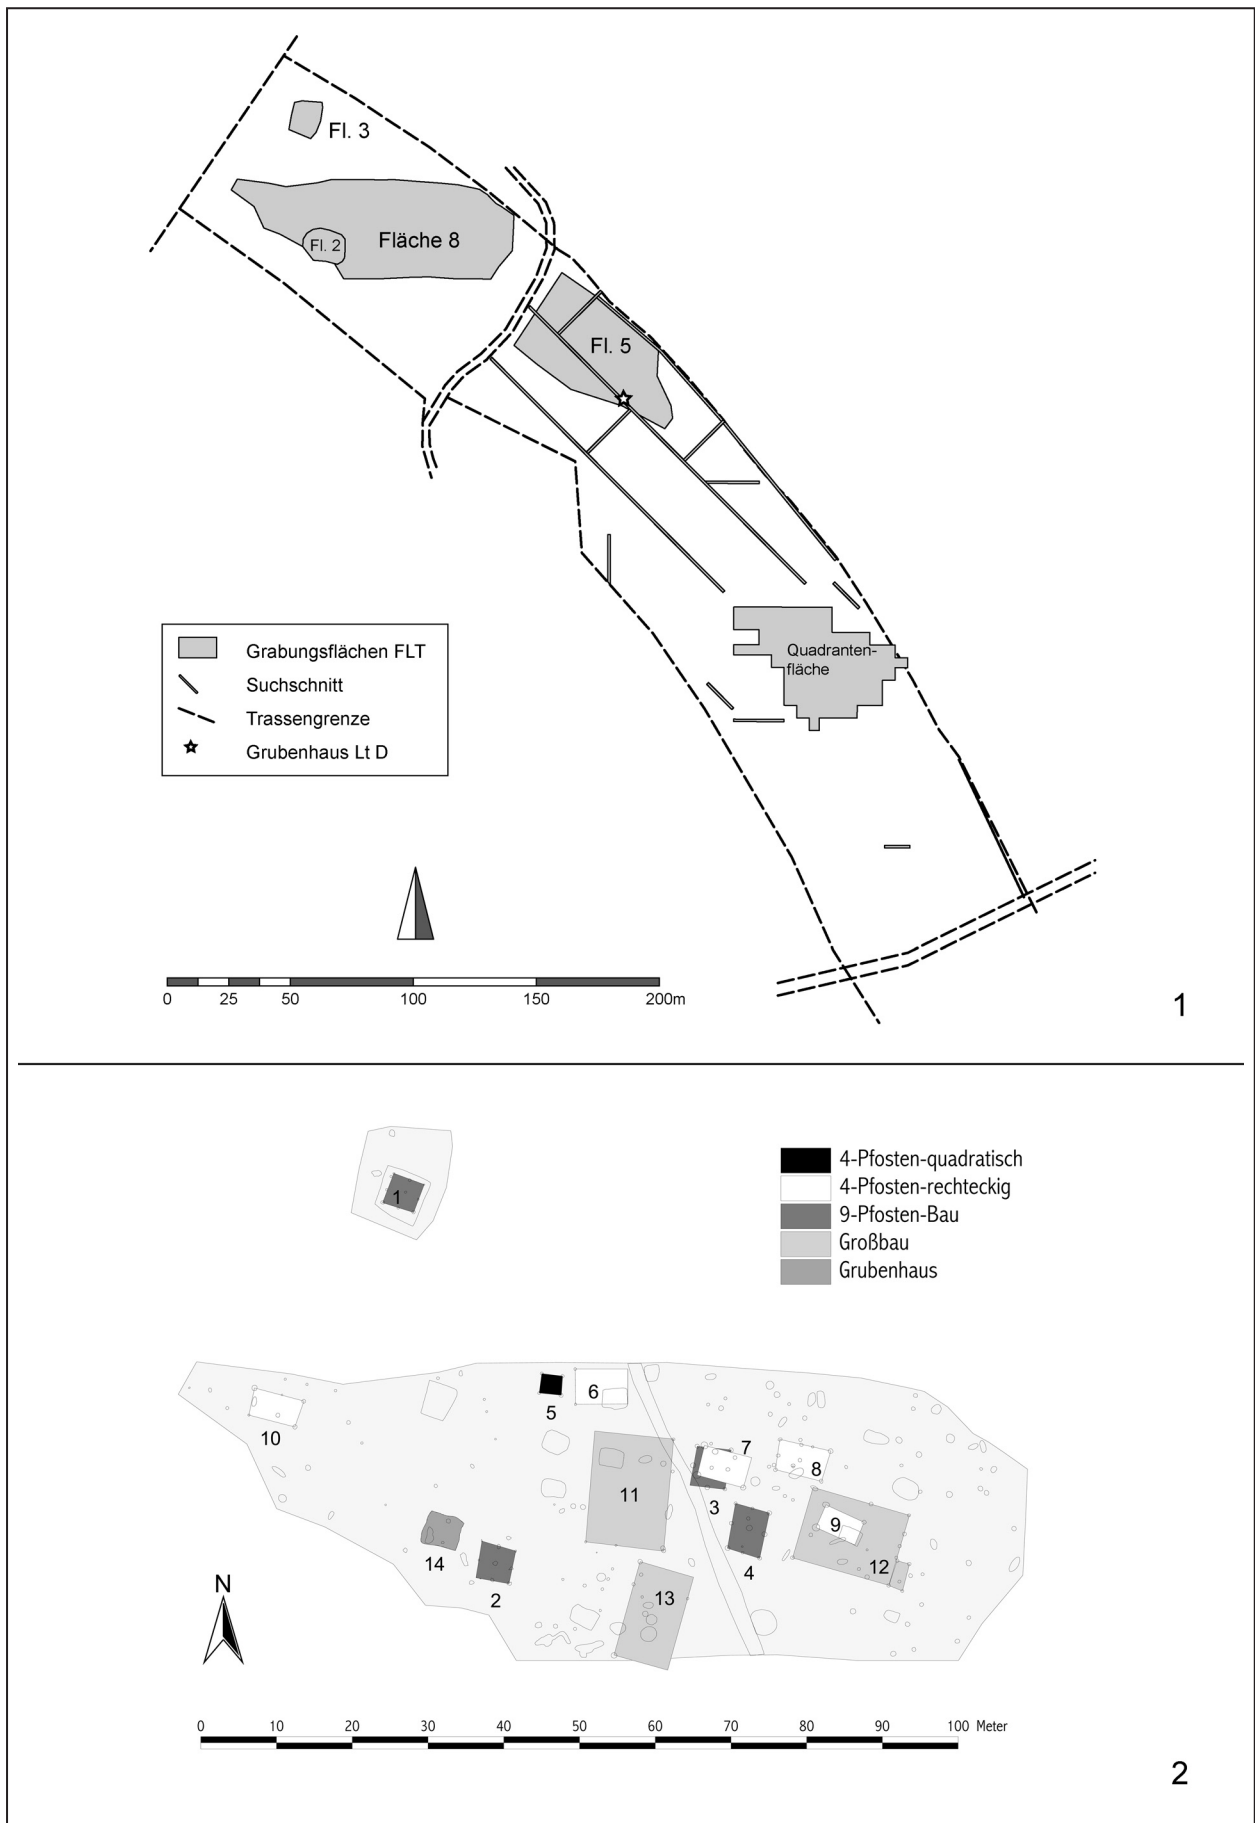 Fl. 3
Fl. 2
Fläche 8
Fl. 5
Quadranten-
fläche
Grabungsflächen FLT
Suchschnitt
Trassengrenze
Grubenhaus Lt D
0 25 50 100 150 200m
1
4-Pfosten-quadratisch
4-Pfosten-rechteckig
9-Pfosten-Bau
Großbau
Grubenhaus
1
5
6
10
7
8
11
3
9
14
4
12
2
13
N
0 10 20 30 40 50 60 70 80 90 100 Meter
2